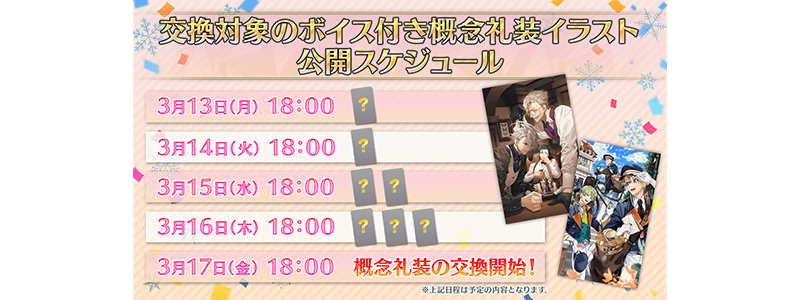 交換対象のボイス付き概念礼装イラスト
公開スケジュール
3月13日(月) 18:00 ?
3月14日(火) 18:00 ?
3月15日(水) 18:00 ? ?
3月16日(木) 18:00 ? ? ?
3月17日(金) 18:00 概念礼装の交換開始!
※上記日程は予定の内容となります。